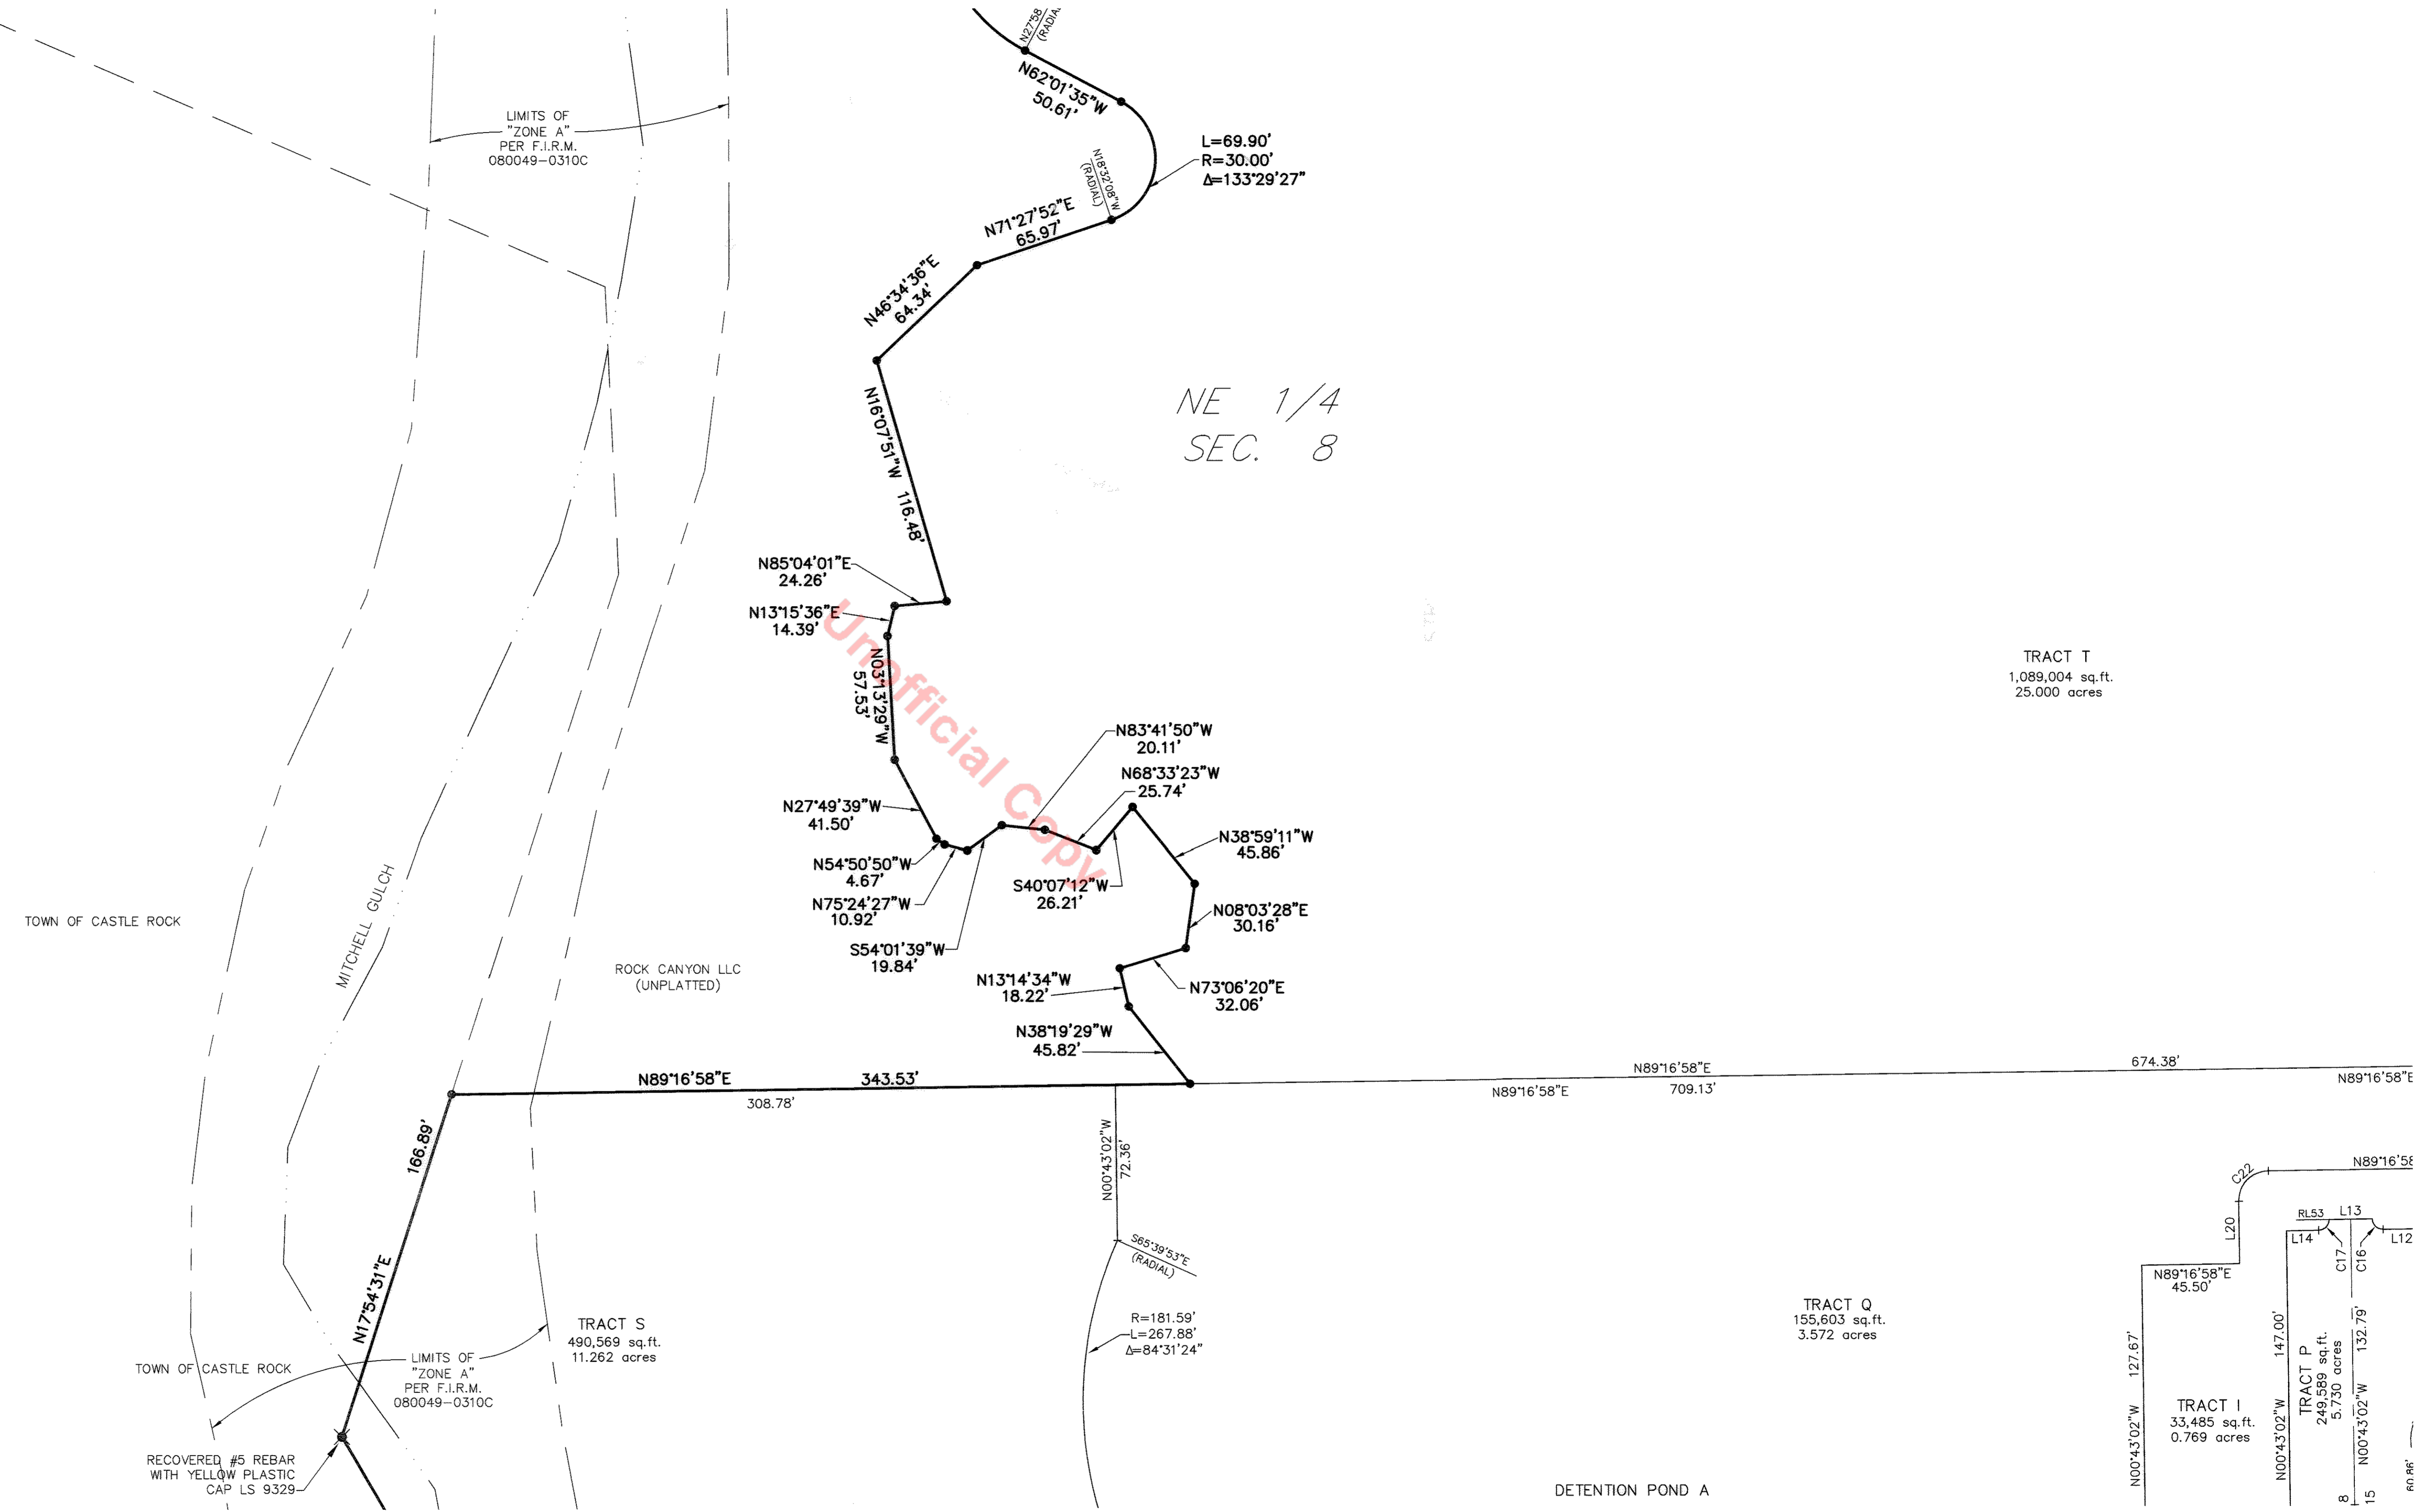 N27°58
(RADIA
N62°01'35"W
50.61'
LIMITS OF
"ZONE A"
PER F.I.R.M.
080049-0310C
L=69.90'
R=30.00'
Δ=133°29'27"
N18°32'08"W
(RADIAL)
N71°27'52"E
65.97'
N46°34'36"E
64.34'
NE 1/4
SEC. 8
N16°07'51"W 116.48'
N85°04'01"E
24.26'
N13°15'36"E
14.39'
N03°13'29"W
57.53'
Unofficial Copy
TRACT T
1,089,004 sq.ft.
25.000 acres
N83°41'50"W
20.11'
N68°33'23"W
25.74'
N27°49'39"W
41.50'
N38°59'11"W
45.86'
N54°50'50"W
4.67'
S40°07'12"W
26.21'
N75°24'27"W
10.92'
N08°03'28"E
30.16'
S54°01'39"W
19.84'
MITCHELL GULCH
TOWN OF CASTLE ROCK
ROCK CANYON LLC
(UNPLATTED)
N13°14'34"W
18.22'
N73°06'20"E
32.06'
N38°19'29"W
45.82'
N89°16'58"E 343.53'
308.78'
N89°16'58"E 674.38'
N89°16'58"E 709.13'
N89°16'58"E
166.89'
N17°54'31"E
N00°43'02"W
72.36'
S65°39'53"E
(RADIAL)
R=181.59'
L=267.88'
Δ=84°31'24"
N89°16'58
C22
L20
RL53 L13
L14
L12
C17
C16
N89°16'58"E
45.50'
TRACT S
490,569 sq.ft.
11.262 acres
TRACT Q
155,603 sq.ft.
3.572 acres
TOWN OF CASTLE ROCK
LIMITS OF
"ZONE A"
PER F.I.R.M.
080049-0310C
RECOVERED #5 REBAR
WITH YELLOW PLASTIC
CAP LS 9329
N00°43'02"W 127.67'
TRACT I
33,485 sq.ft.
0.769 acres
N00°43'02"W 147.00'
TRACT P
249,589 sq.ft.
5.730 acres
N00°43'02"W 132.79'
8
15
60.86'
DETENTION POND A